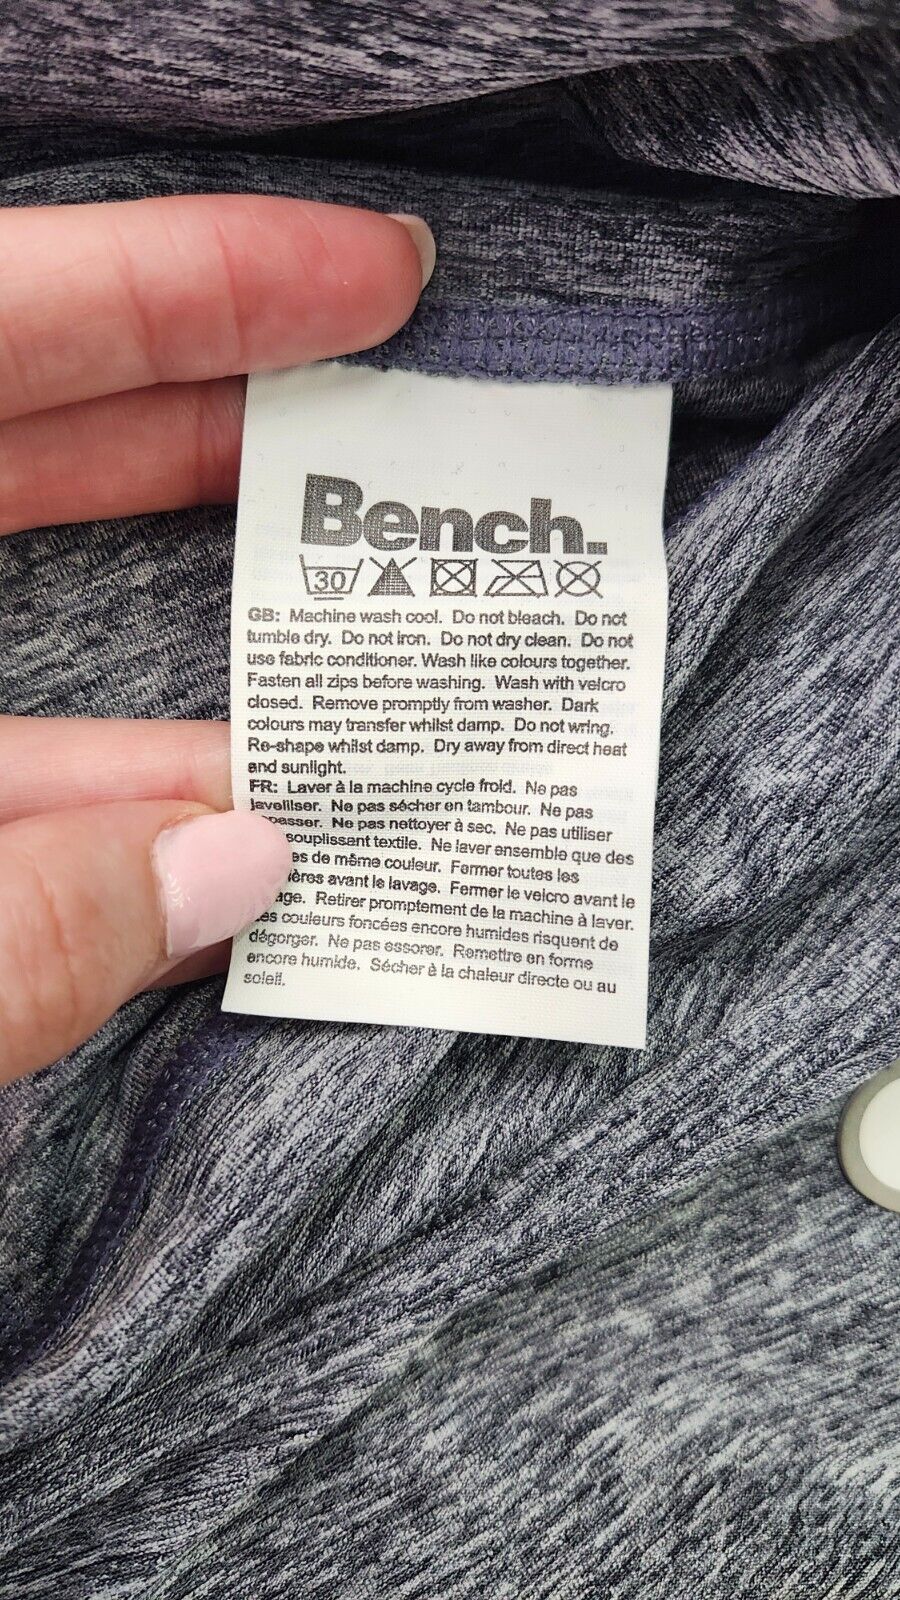 Bench.
30
GB: Machine wash cool. Do not bleach. Do not
tumble dry. Do not iron. Do not dry clean. Do not
use fabric conditioner. Wash like colours together.
Fasten all zips before washing. Wash with velcro
closed. Remove promptly from washer. Dark
colours may transfer whilst damp. Do not wring.
Re-shape whilst damp. Dry away from direct heat
and sunlight.
FR: Laver à la machine cycle froid. Ne pas
javeliliser. Ne pas sécher en tambour. Ne pas
passer. Ne pas nettoyer à sec. Ne pas utiliser
souplissant textile. Ne laver ensemble que des
es de même couleur. Fermer toutes les
ières avant le lavage. Fermer le velcro avant le
age. Retirer promptement de la machine à laver.
Les couleurs foncées encore humides risquent de
dégorger. Ne pas essorer. Remettre en forme
encore humide. Sécher à la chaleur directe ou au
soleil.